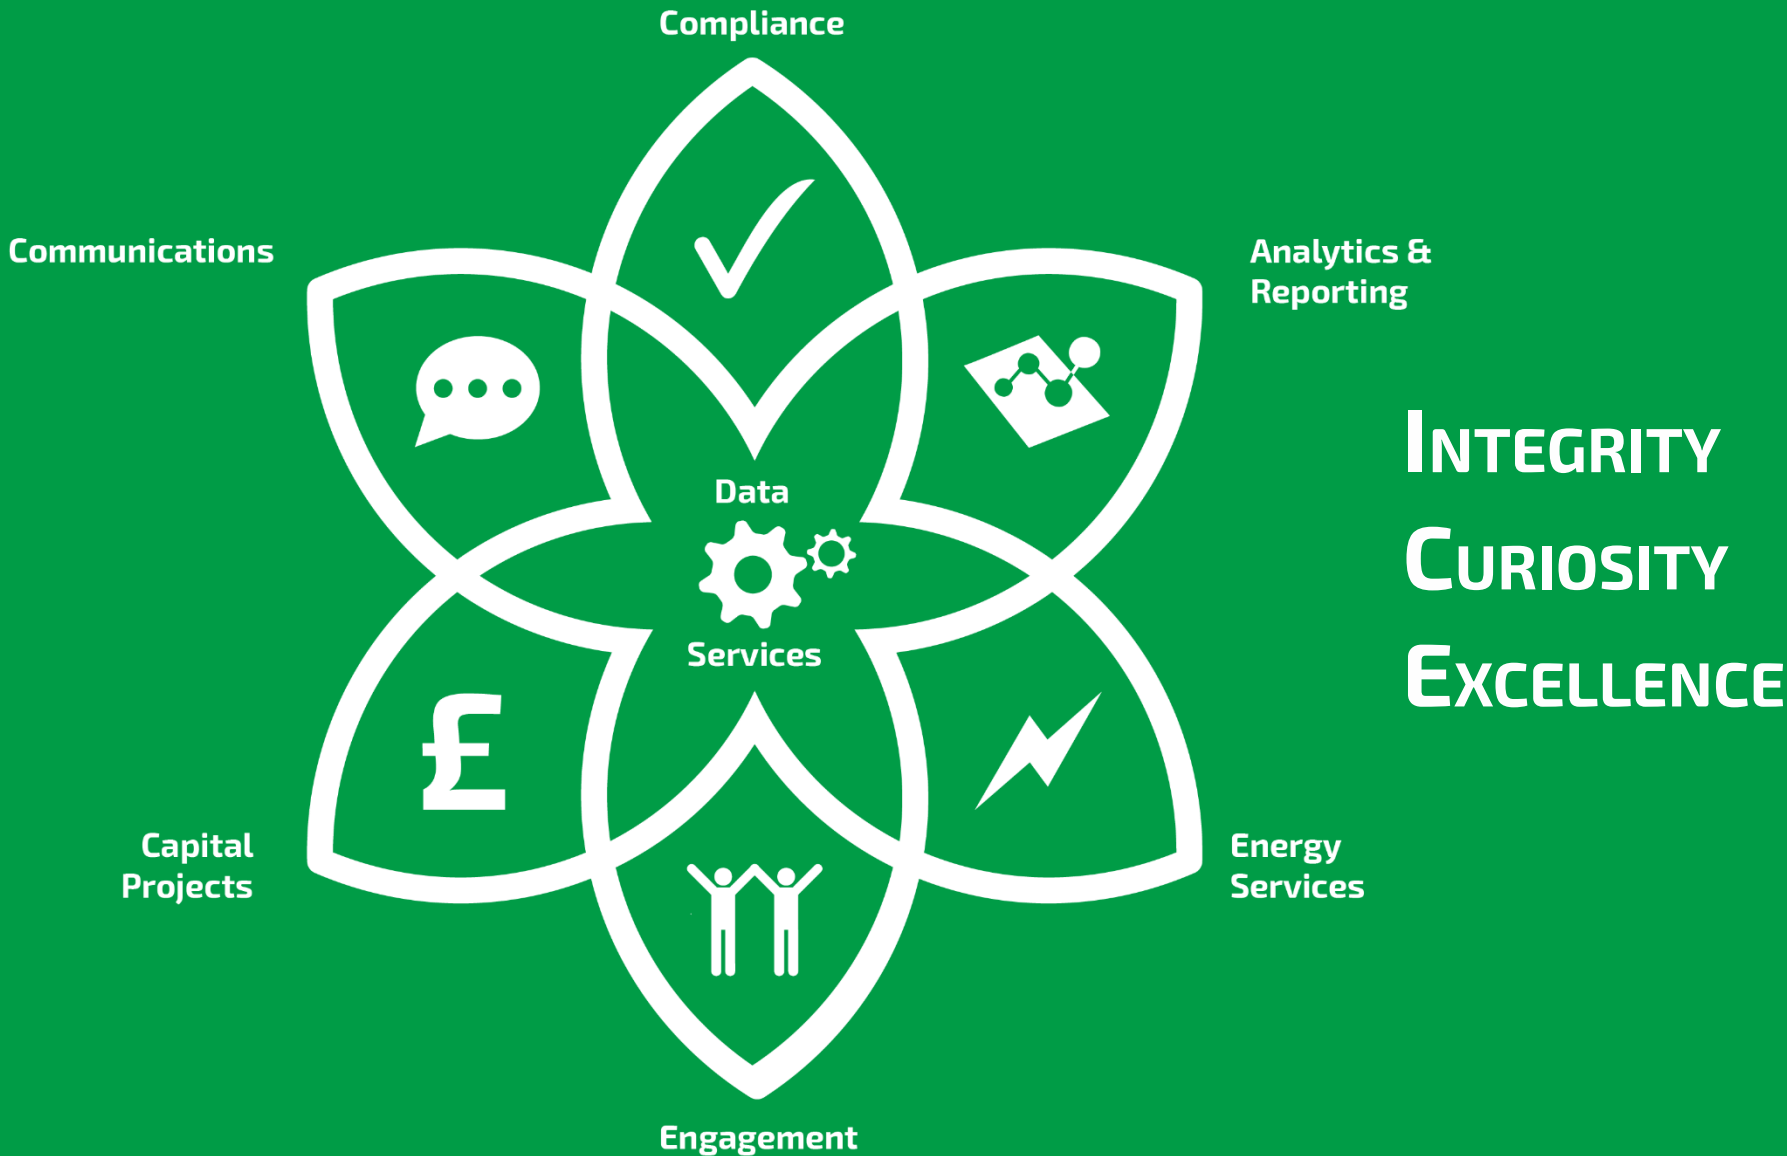 Compliance
Communications
Analytics &
Reporting
Data
Services
£
Capital
Projects
Energy
Services
Engagement
INTEGRITY
CURIOSITY
EXCELLENCE